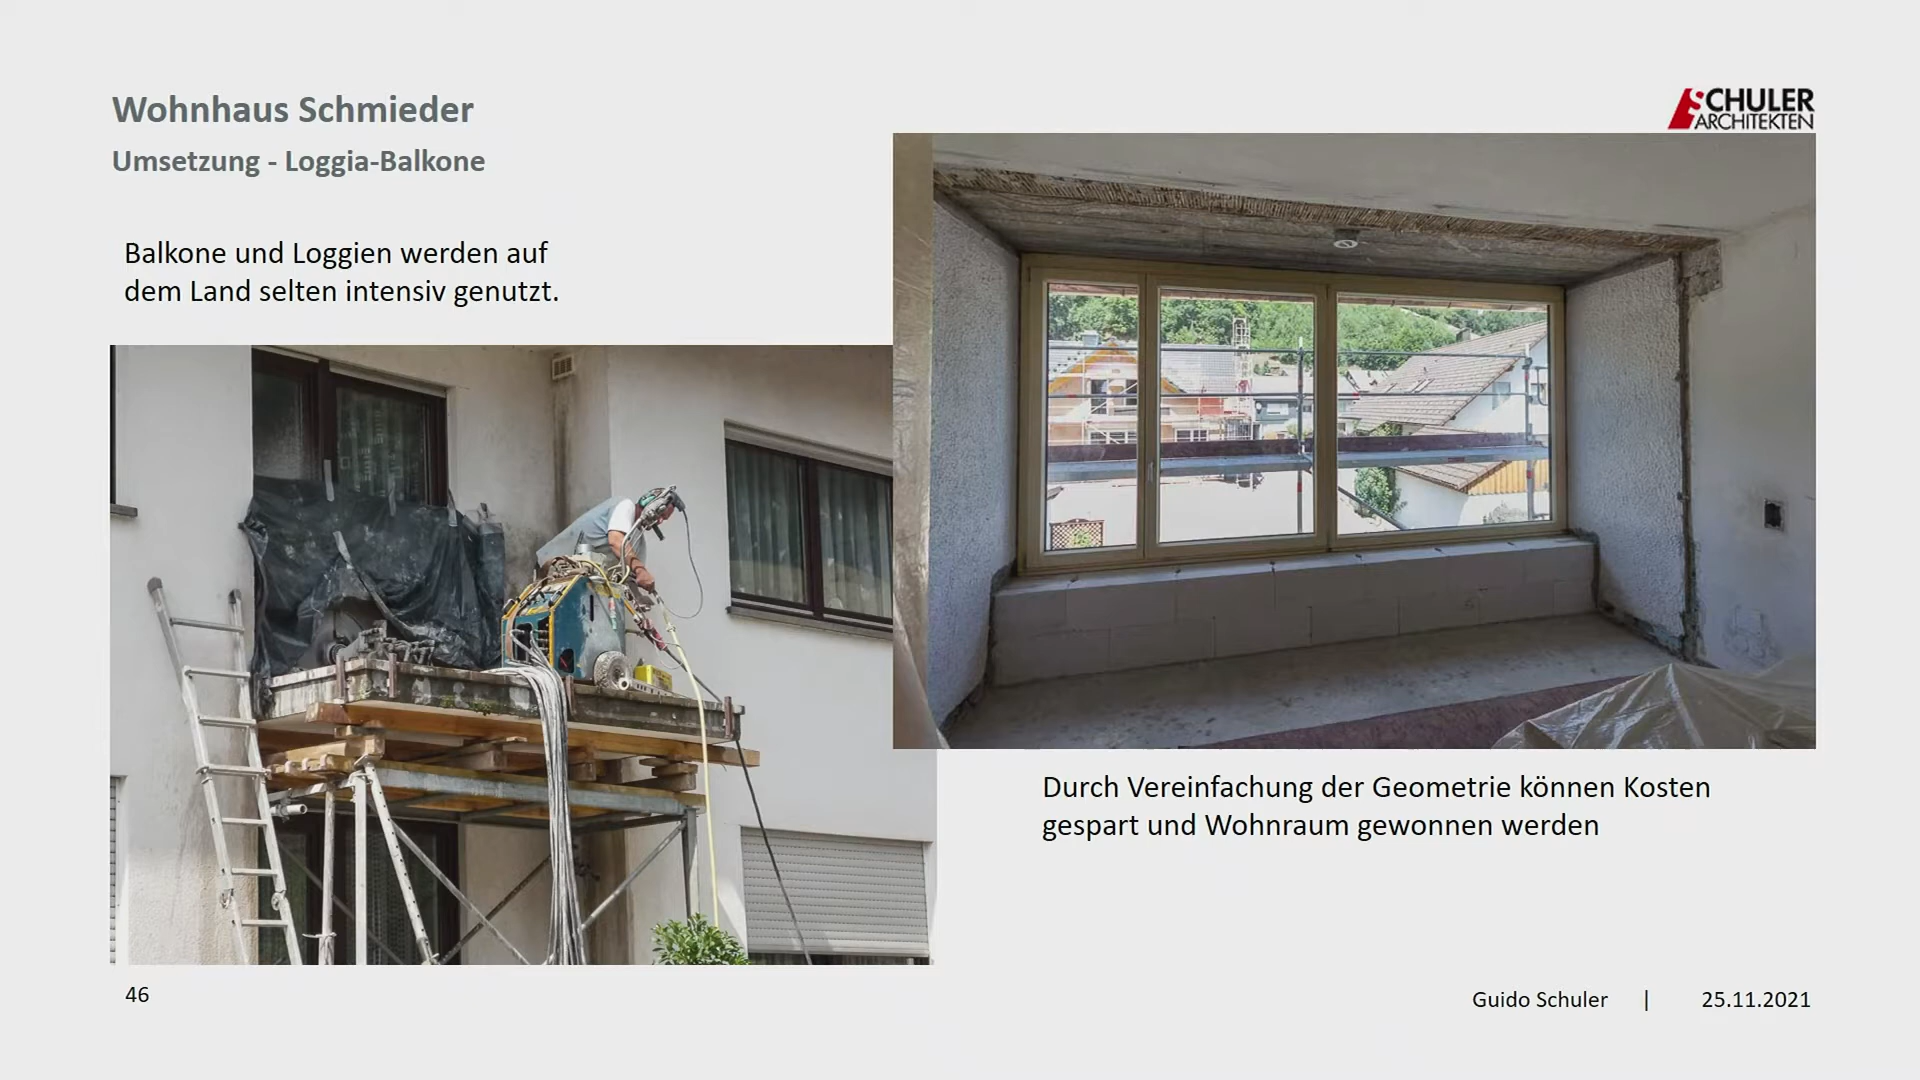 Wohnhaus Schmieder
Umsetzung - Loggia-Balkone
SCHULER
ARCHITEKTEN
Balkone und Loggien werden auf
dem Land selten intensiv genutzt.
Durch Vereinfachung der Geometrie können Kosten
gespart und Wohnraum gewonnen werden
46
Guido Schuler | 25.11.2021